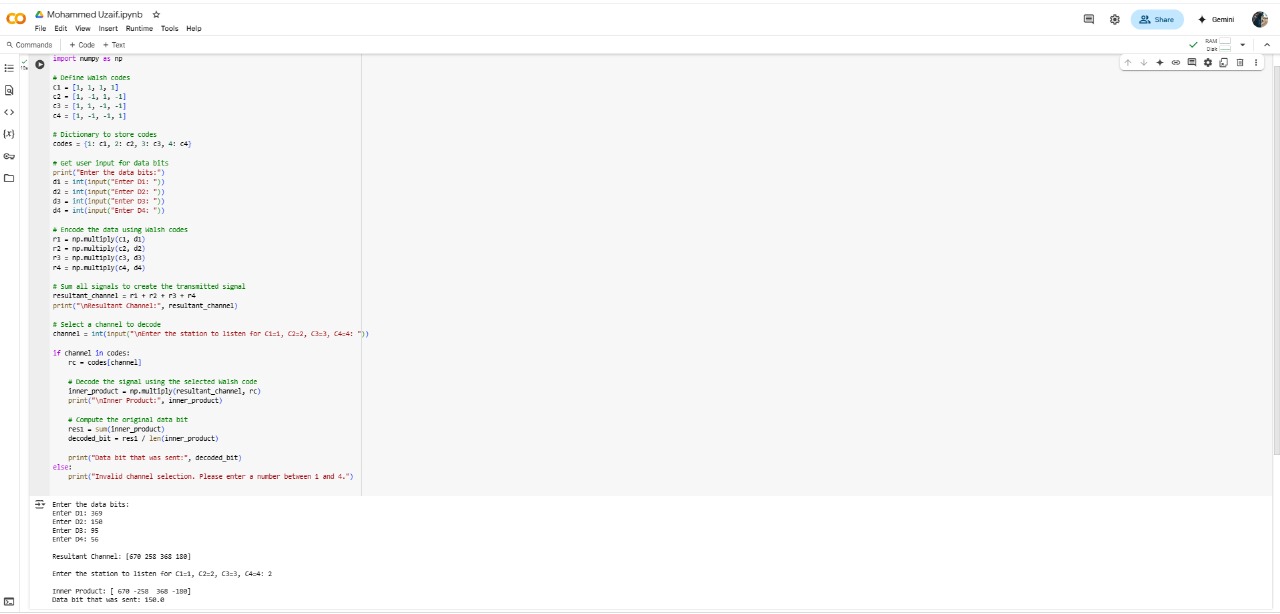 Mohammed Uzaif.ipynb
File Edit View Insert Runtime Tools Help
Share
Gemini
Commands + Code + Text
RAM
Disk
import numpy as np
# Define Walsh codes
c1 = [1, 1, 1, 1]
c2 = [1, -1, 1, -1]
c3 = [1, 1, -1, -1]
c4 = [1, -1, -1, 1]
# Dictionary to store codes
codes = {1: c1, 2: c2, 3: c3, 4: c4}
# Get user input for data bits
print("Enter the data bits:")
d1 = int(input("Enter D1: "))
d2 = int(input("Enter D2: "))
d3 = int(input("Enter D3: "))
d4 = int(input("Enter D4: "))
# Encode the data using Walsh codes
r1 = np.multiply(c1, d1)
r2 = np.multiply(c2, d2)
r3 = np.multiply(c3, d3)
r4 = np.multiply(c4, d4)
# Sum all signals to create the transmitted signal
resultant_channel = r1 + r2 + r3 + r4
print("\nResultant Channel:", resultant_channel)
# Select a channel to decode
channel = int(input("\nEnter the station to listen for C1=1, C2=2, C3=3, C4=4: "))
if channel in codes:
    rc = codes[channel]
    # Decode the signal using the selected Walsh code
    inner_product = np.multiply(resultant_channel, rc)
    print("\nInner Product:", inner_product)
    # Compute the original data bit
    res1 = sum(inner_product)
    decoded_bit = res1 / len(inner_product)
    print("Data bit that was sent:", decoded_bit)
else:
    print("Invalid channel selection. Please enter a number between 1 and 4.")
Enter the data bits:
Enter D1: 369
Enter D2: 150
Enter D3: 95
Enter D4: 56
Resultant Channel: [670 258 368 180]
Enter the station to listen for C1=1, C2=2, C3=3, C4=4: 2
Inner Product: [ 670 -258  368 -180]
Data bit that was sent: 150.0